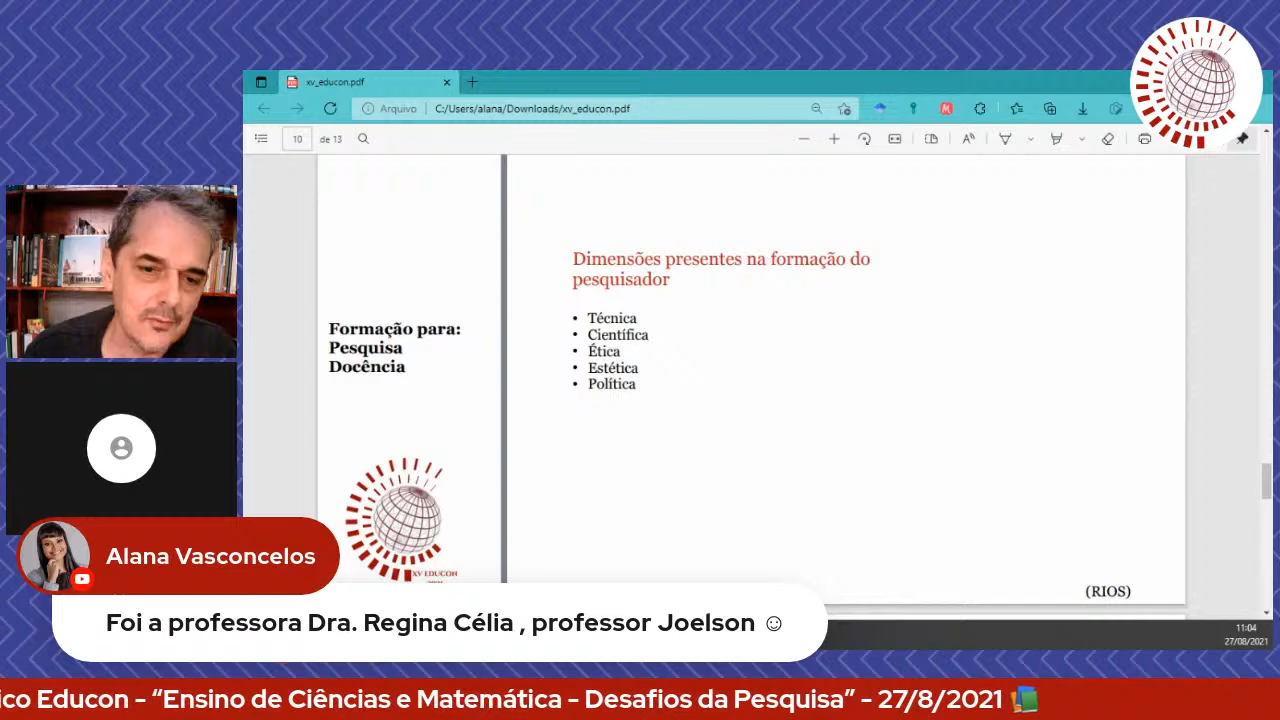 xv_educon.pdf
Arquivo
C:/Users/alana/Downloads/xv_educon.pdf
10 de 13
Dimensões presentes na formação do
pesquisador
• Técnica
• Científica
• Ética
• Estética
• Política
Formação para:
Pesquisa
Docência
XV EDUCON
(RIOS)
11:04
27/08/2021
Alana Vasconcelos
Foi a professora Dra. Regina Célia , professor Joelson ☺
ico Educon - “Ensino de Ciências e Matemática - Desafios da Pesquisa” - 27/8/2021